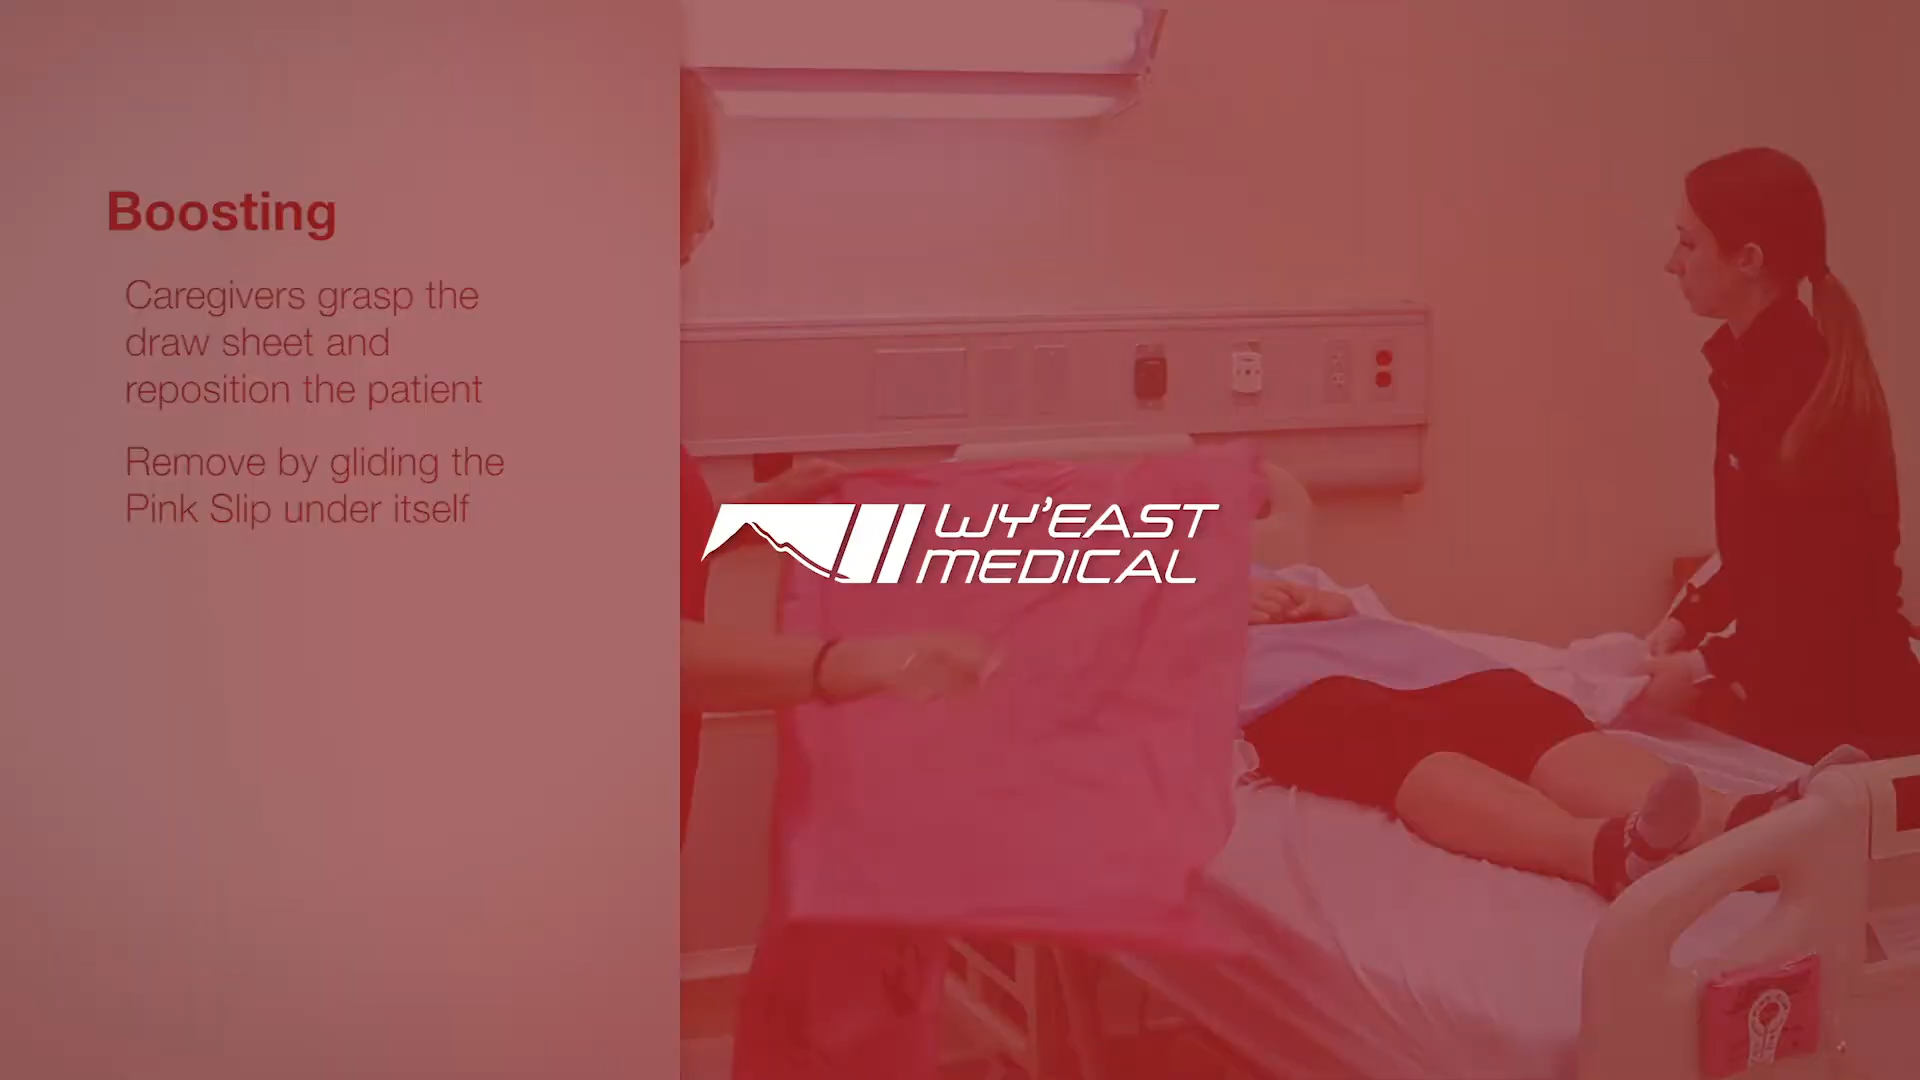 Boosting
Caregivers grasp the
draw sheet and
reposition the patient
Remove by gliding the
Pink Slip under itself
WY'EAST
MEDICAL